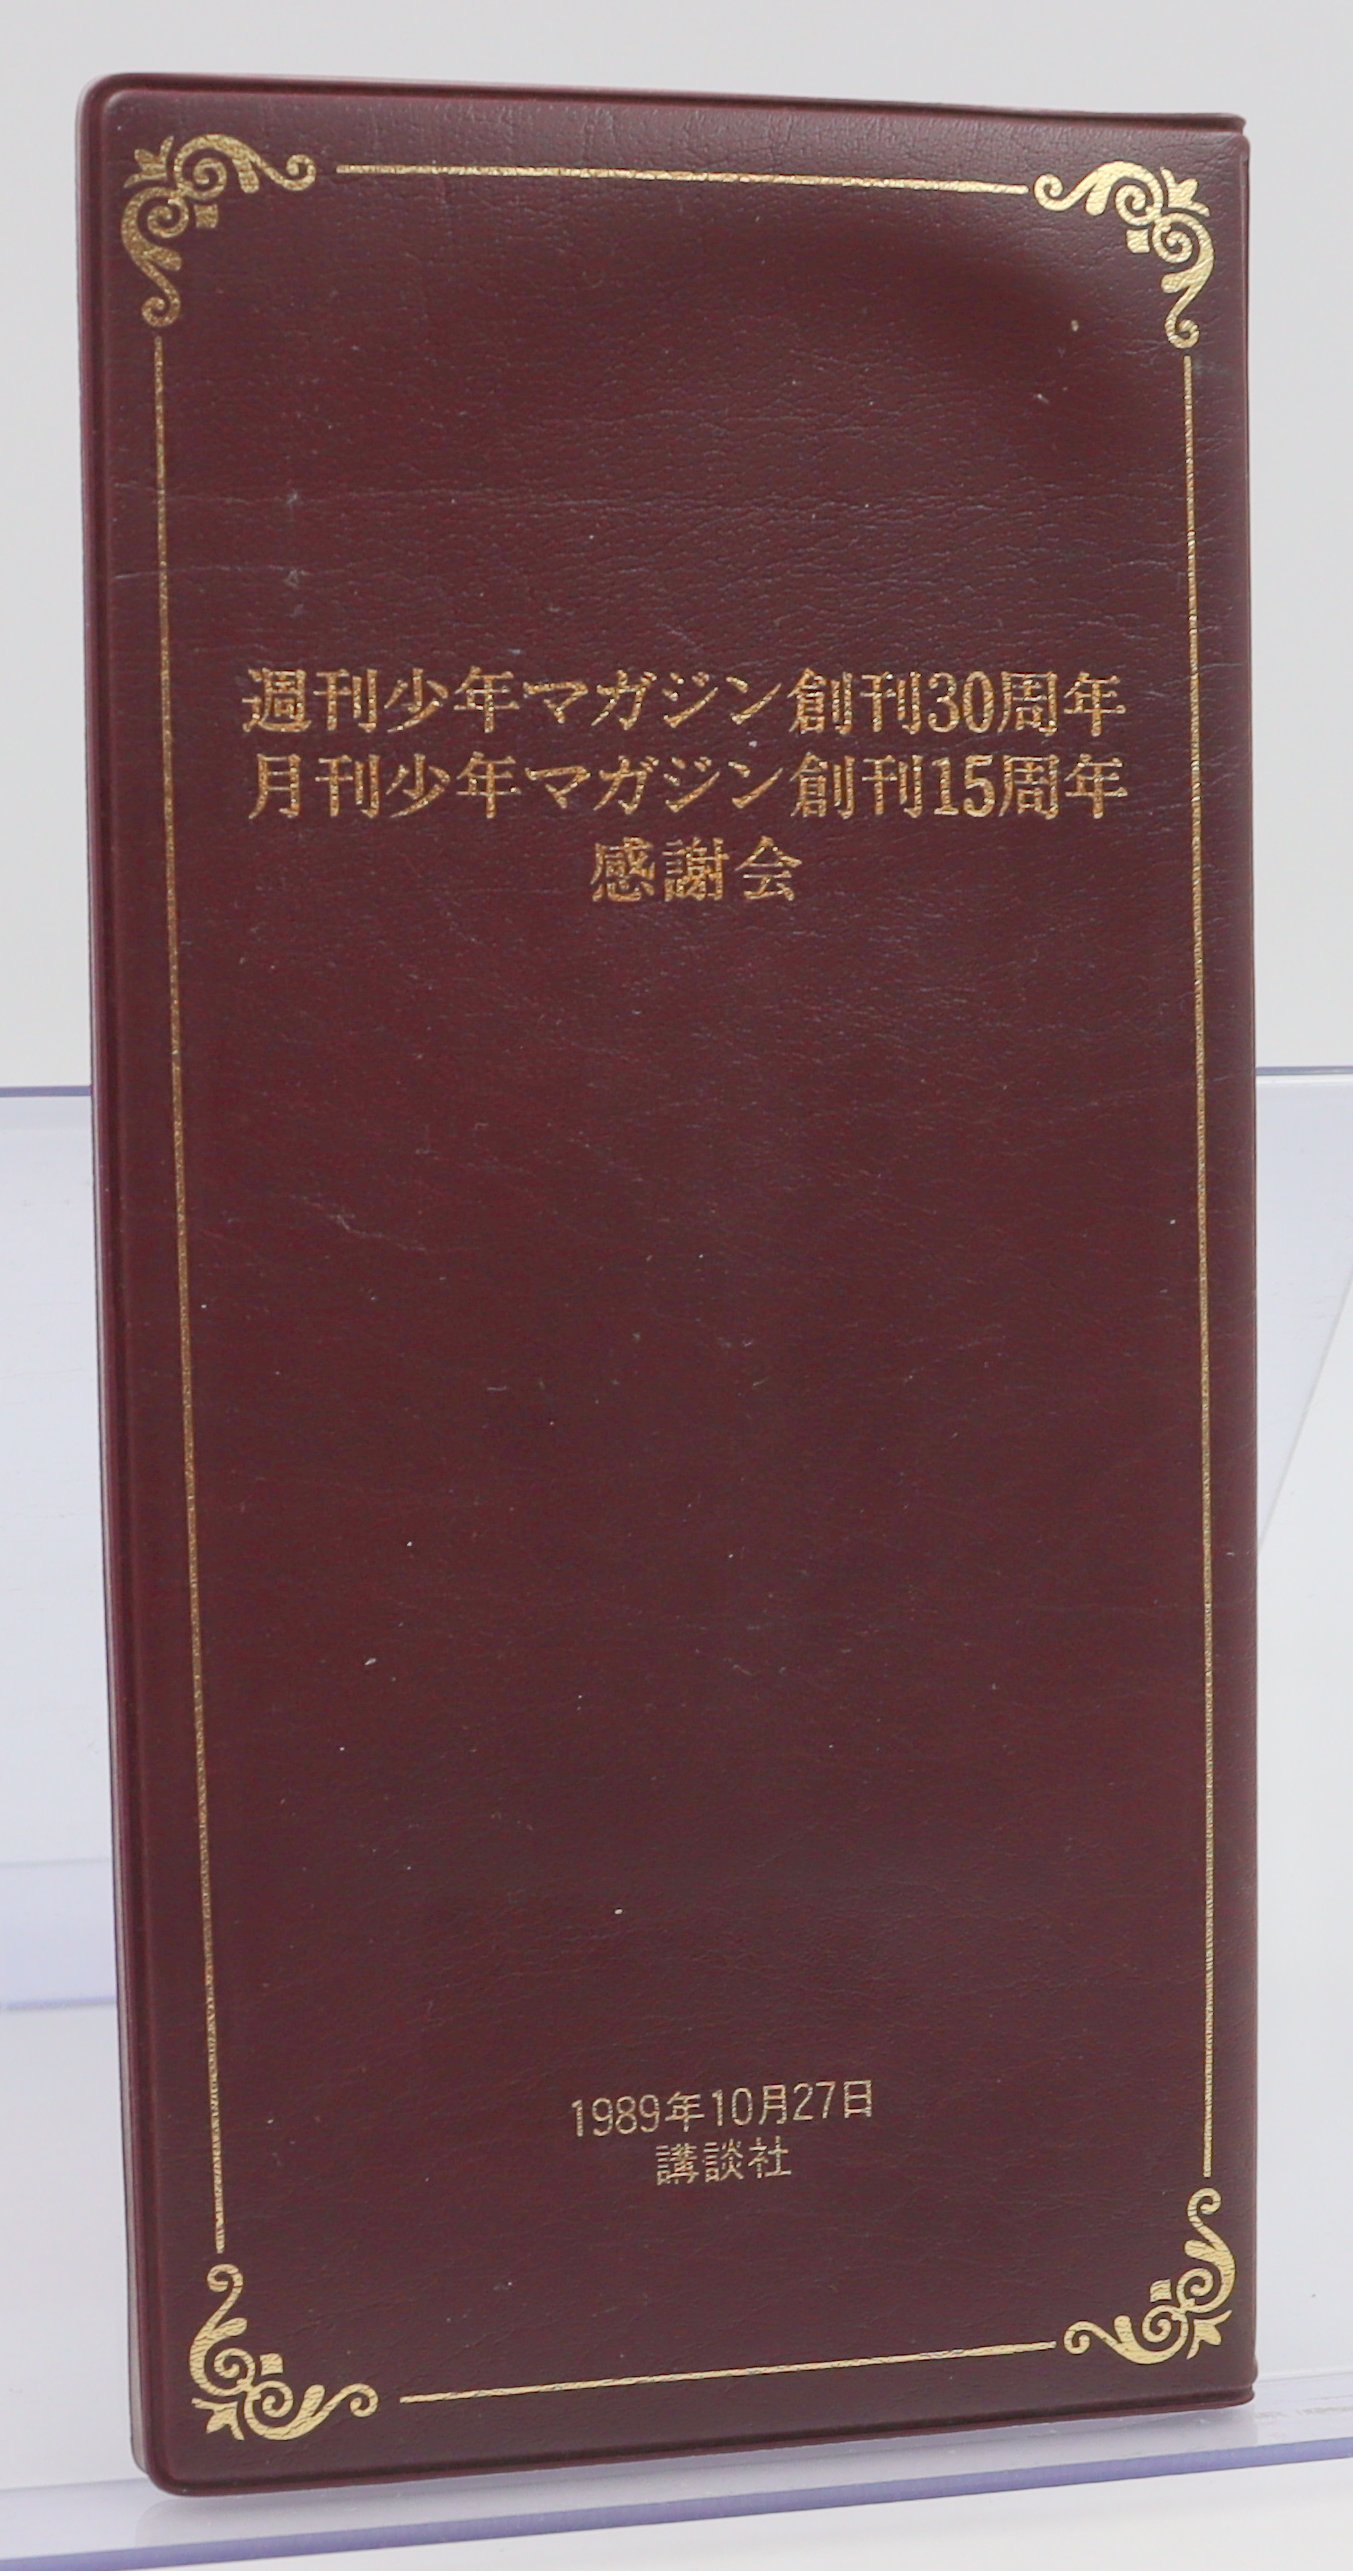 週刊少年マガジン創刊30周年
月刊少年マガジン創刊15周年
感謝会
1989年10月27日
講談社